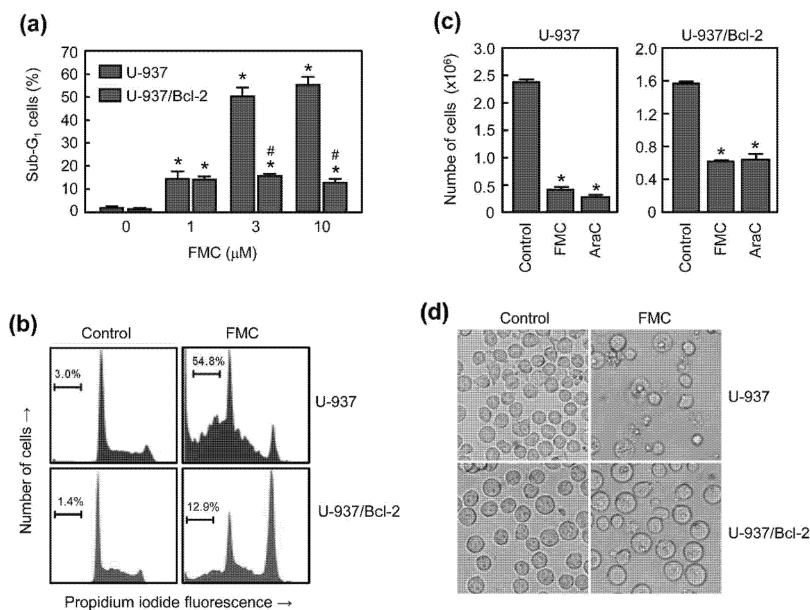 (a)
Sub-G1 cells (%)
70
60
50
40
30
20
10
0
U-937
U-937/Bcl-2
*
*
*
#
*
*
#
*
0
1
3
10
FMC (μM)
(c)
U-937
U-937/Bcl-2
Numbe of cells (x10⁶)
3.0
2.4
1.8
1.2
0.5
0
*
*
Control
FMC
AraC
2.0
1.6
1.2
0.8
0.4
0
*
*
Control
FMC
AraC
(b)
Control
FMC
Number of cells →
3.0%
54.8%
U-937
1.4%
12.9%
U-937/Bcl-2
Propidium iodide fluorescence →
(d)
Control
FMC
U-937
U-937/Bcl-2